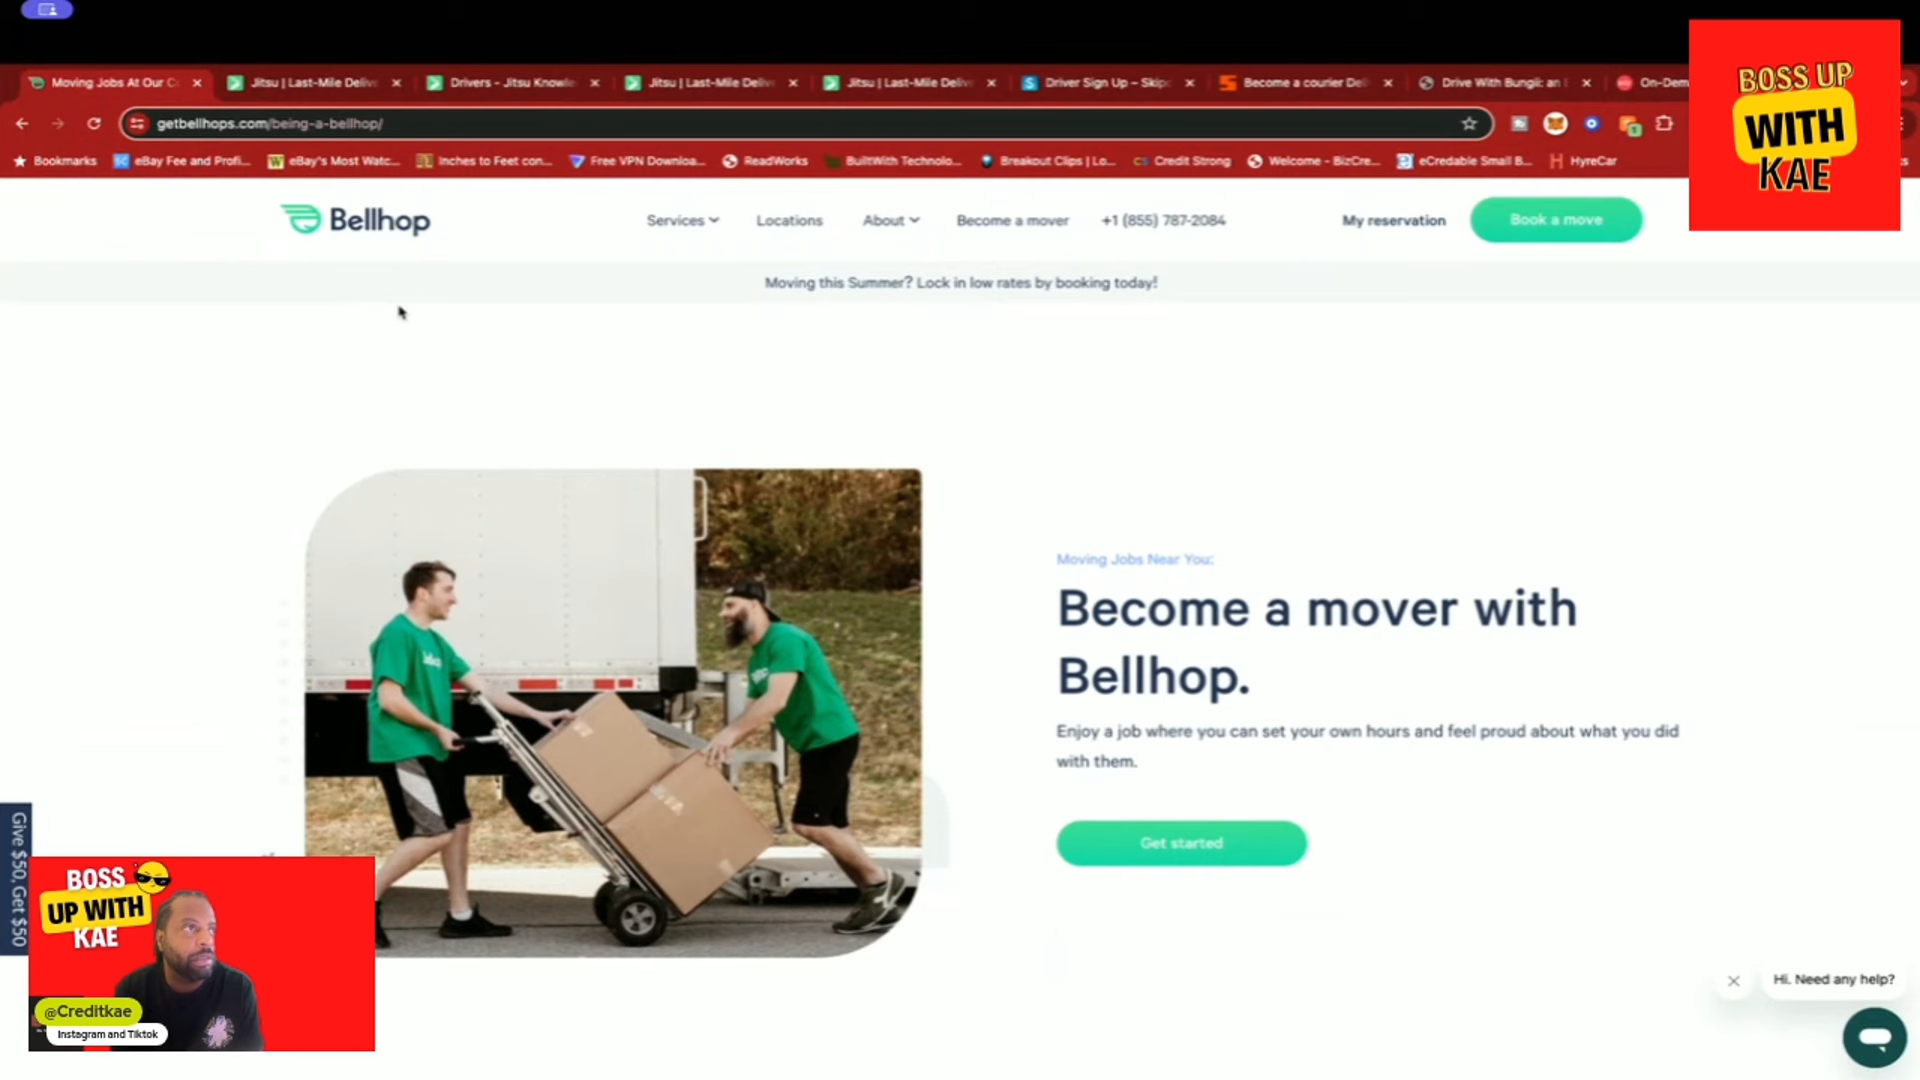 Moving Jobs At Our C
Jitsu | Last-Mile Delive
Drivers - Jitsu Knowle
Jitsu | Last-Mile Delive
Jitsu | Last-Mile Delive
Driver Sign Up – Skip
Become a courier Del
Drive With Bungii: an
On-Dem
getbellhops.com/being-a-bellhop/
Bookmarks
eBay Fee and Profi...
eBay's Most Watc...
Inches to Feet con...
Free VPN Downloa...
ReadWorks
BuiltWith Technolo...
Breakout Clips | Lo...
Credit Strong
Welcome - BizCre...
eCredable Small B...
HyreCar
BOSS UP
WITH
KAE
Bellhop
Services
Locations
About
Become a mover
+1 (855) 787-2084
My reservation
Book a move
Moving this Summer? Lock in low rates by booking today!
Moving Jobs Near You:
Become a mover with
Bellhop.
Enjoy a job where you can set your own hours and feel proud about what you did
with them.
Get started
Give $50, Get $50
BOSS
UP WITH
KAE
@Creditkae
Instagram and Tiktok
Hi. Need any help?